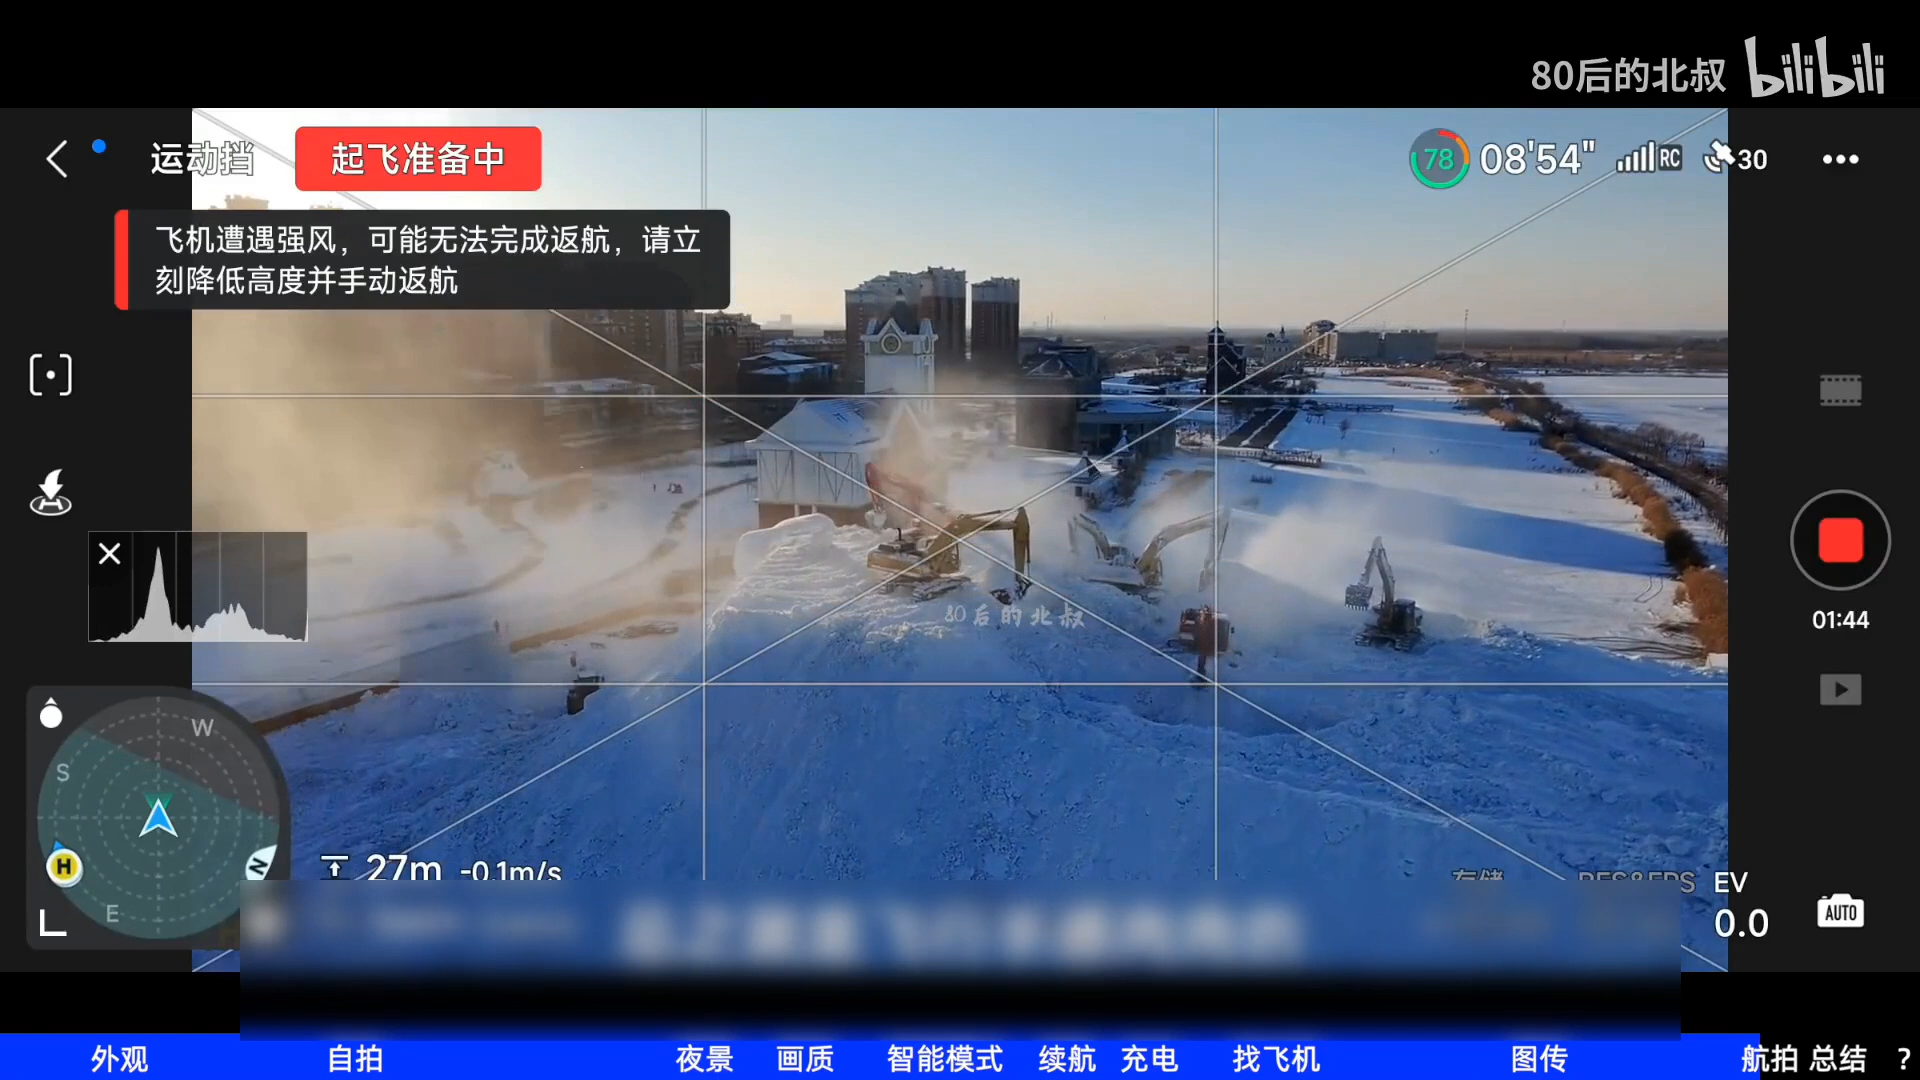 80后的北叔 bilibili
运动挡 起飞准备中 78 08'54" RC 30
飞机遭遇强风，可能无法完成返航，请立
刻降低高度并手动返航
80后的北叔
01:44
W
S
H
N
E
27m -0.1m/s
存储 RES&FPS EV
0.0
AUTO
外观 自拍 夜景 画质 智能模式 续航 充电 找飞机 图传 航拍 总结 ?